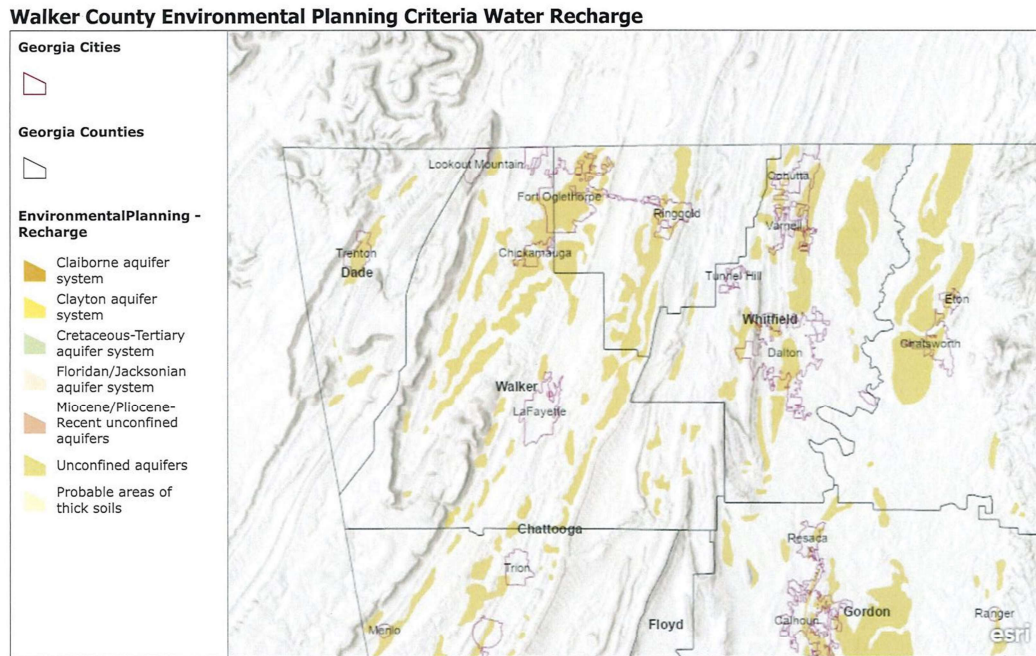 Walker County Environmental Planning Criteria Water Recharge
Georgia Cities
Georgia Counties
EnvironmentalPlanning -
Recharge
Claiborne aquifer
system
Clayton aquifer
system
Cretaceous-Tertiary
aquifer system
Floridan/Jacksonian
aquifer system
Miocene/Pliocene-
Recent unconfined
aquifers
Unconfined aquifers
Probable areas of
thick soils
Lookout Mountain
Cohutta
Fort Oglethorpe
Ringgold
Varnell
Trenton
Chickamauga
Dade
Tunnel Hill
Eton
Whitfield
Chatsworth
Dalton
Walker
LaFayette
Chattooga
Resaca
Trion
Gordon
Ranger
Calhoun
Floyd
Menlo
esri